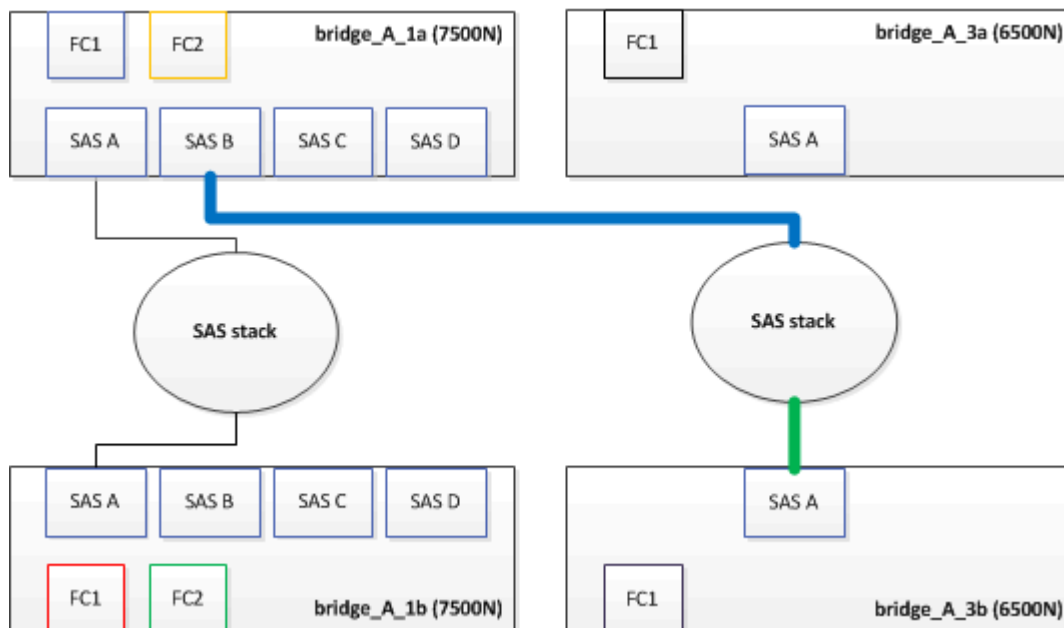 FC1
FC2
bridge_A_1a (7500N)
SAS A
SAS B
SAS C
SAS D
FC1
bridge_A_3a (6500N)
SAS A
SAS stack
SAS stack
SAS A
SAS B
SAS C
SAS D
FC1
FC2
bridge_A_1b (7500N)
SAS A
FC1
bridge_A_3b (6500N)